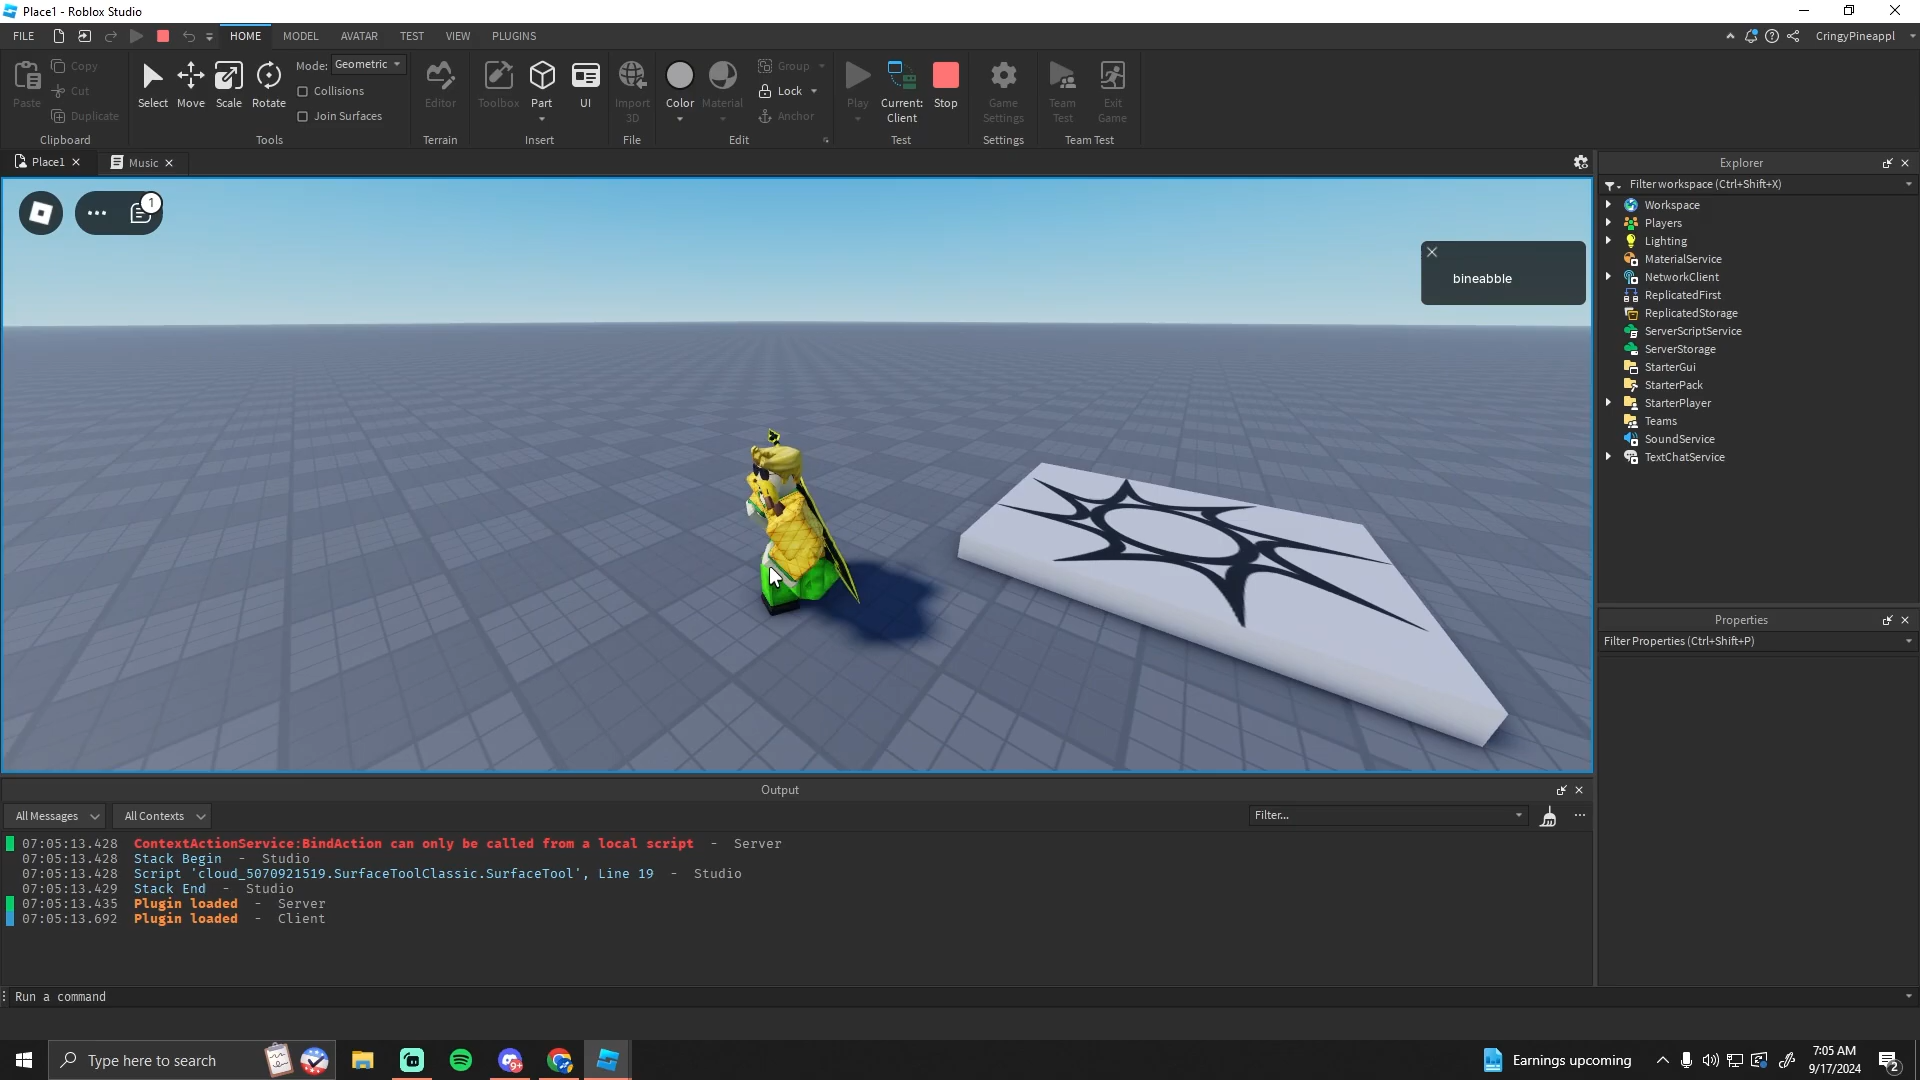 Place1 - Roblox Studio
FILE
HOME
MODEL
AVATAR
TEST
VIEW
PLUGINS
CringyPineappl
Paste
Copy
Cut
Duplicate
Clipboard
Select
Move
Scale
Rotate
Mode:
Geometric
Collisions
Join Surfaces
Tools
Editor
Terrain
Toolbox
Part
UI
Insert
Import
3D
File
Color
Material
Group
Lock
Anchor
Edit
Play
Current:
Client
Stop
Test
Game
Settings
Settings
Team
Test
Exit
Game
Team Test
Place1
Music
1
bineabble
Explorer
Filter workspace (Ctrl+Shift+X)
Workspace
Players
Lighting
MaterialService
NetworkClient
ReplicatedFirst
ReplicatedStorage
ServerScriptService
ServerStorage
StarterGui
StarterPack
StarterPlayer
Teams
SoundService
TextChatService
Properties
Filter Properties (Ctrl+Shift+P)
Output
All Messages
All Contexts
Filter...
07:05:13.428 ContextActionService:BindAction can only be called from a local script - Server
07:05:13.428 Stack Begin - Studio
07:05:13.428 Script 'cloud_5070921519.SurfaceToolClassic.SurfaceTool', Line 19 - Studio
07:05:13.429 Stack End - Studio
07:05:13.435 Plugin loaded - Server
07:05:13.692 Plugin loaded - Client
Run a command
Type here to search
Earnings upcoming
7:05 AM
9/17/2024
2